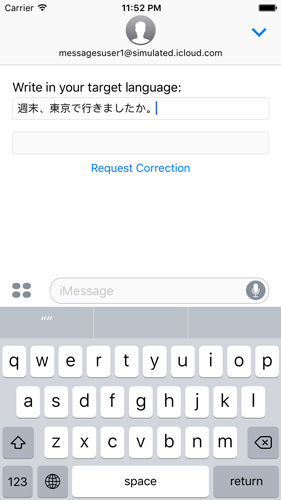 Carrier 11:52 PM
messagesuser1@simulated.icloud.com
Write in your target language:
週末、東京で行きましたか。
Request Correction
iMessage
“”
q w e r t y u i o p
a s d f g h j k l
z x c v b n m
123 space return